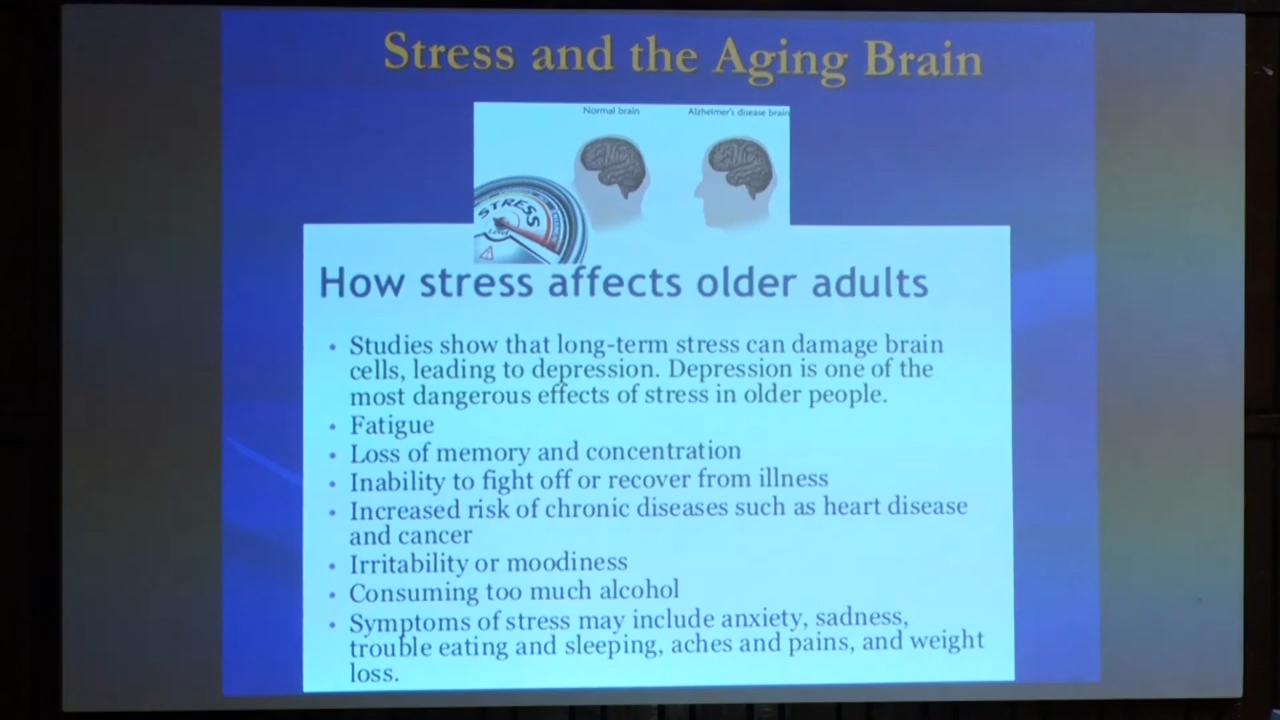 Stress and the Aging Brain
Normal brain
Alzheimer's disease brain
STRESS
Level
How stress affects older adults
• Studies show that long-term stress can damage brain
cells, leading to depression. Depression is one of the
most dangerous effects of stress in older people.
• Fatigue
• Loss of memory and concentration
• Inability to fight off or recover from illness
• Increased risk of chronic diseases such as heart disease
and cancer
• Irritability or moodiness
• Consuming too much alcohol
• Symptoms of stress may include anxiety, sadness,
trouble eating and sleeping, aches and pains, and weight
loss.